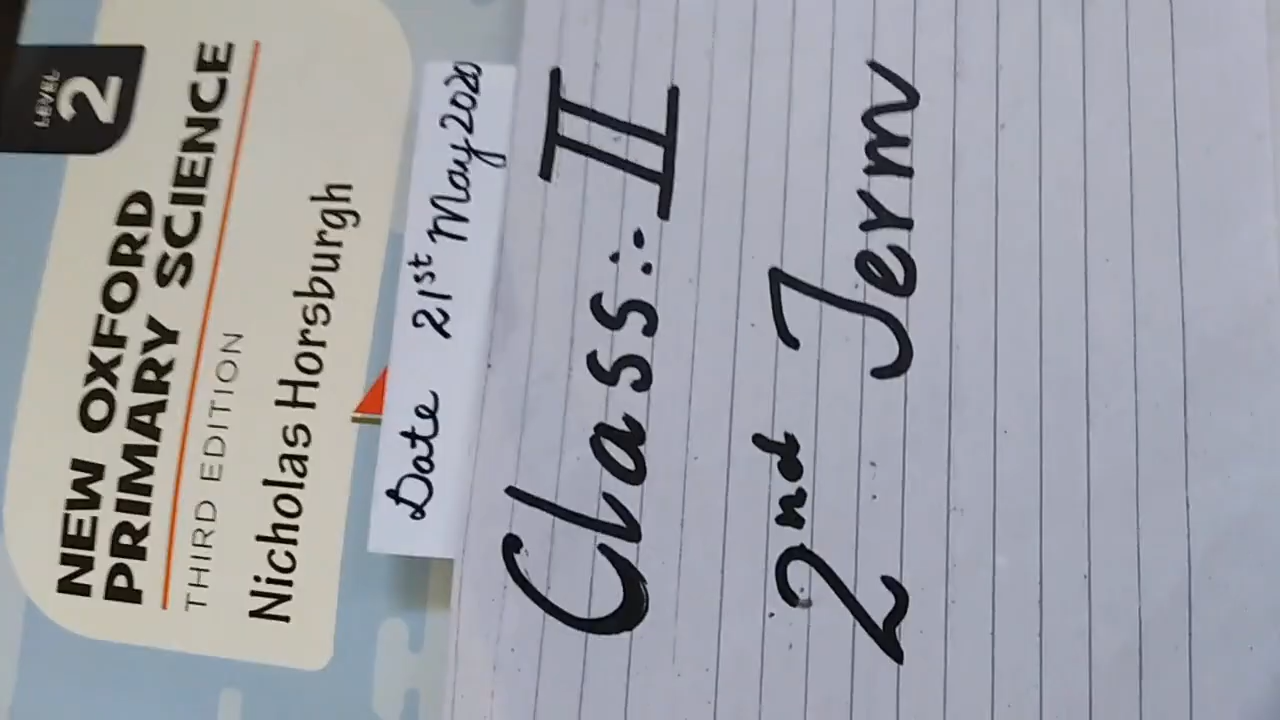 LEVEL
2
NEW OXFORD
PRIMARY SCIENCE
THIRD EDITION
Nicholas Horsburgh
Date 21st May 2020
Class:- II
2nd Term